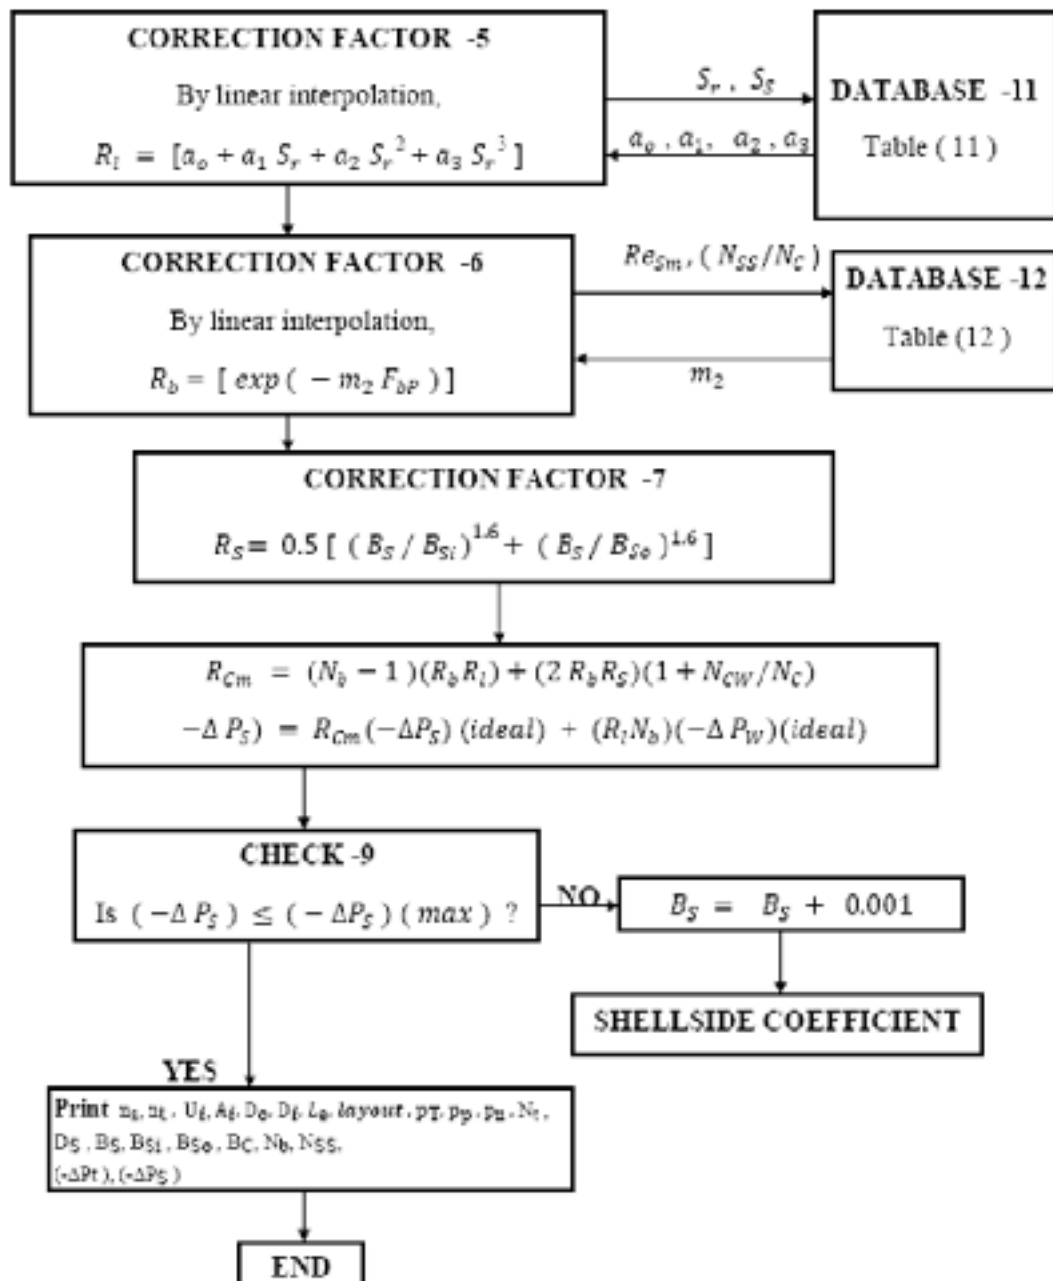 CORRECTION FACTOR -5
By linear interpolation,
R_l = [a_o + a_1 S_r + a_2 S_r^2 + a_3 S_r^3]
S_r , S_S
a_o , a_1 , a_2 , a_3
DATABASE -11
Table ( 11 )
CORRECTION FACTOR -6
By linear interpolation,
R_b = [ exp ( − m_2 F_bP ) ]
Re_Sm , ( N_SS/N_C )
m_2
DATABASE -12
Table (12 )
CORRECTION FACTOR -7
R_S = 0.5 [ ( B_S / B_Si )^1.6 + ( B_S / B_So )^1.6 ]
R_Cm = (N_b − 1 )(R_b R_l) + (2 R_b R_S)(1 + N_CW/N_C)
−Δ P_S) = R_Cm(−ΔP_S) (ideal) + (R_l N_b)(−Δ P_W)(ideal)
CHECK -9
Is ( −Δ P_S ) ≤ ( − ΔP_S ) ( max ) ?
NO
B_S = B_S + 0.001
SHELLSIDE COEFFICIENT
YES
Print n_s, n_t , U_f, A_f, D_o, D_i, L_o, layout, p_T, p_p, p_n, N_t ,
D_S , B_S, B_Si , B_So , B_C, N_b, N_SS,
(-ΔPt), (-ΔP_S )
END